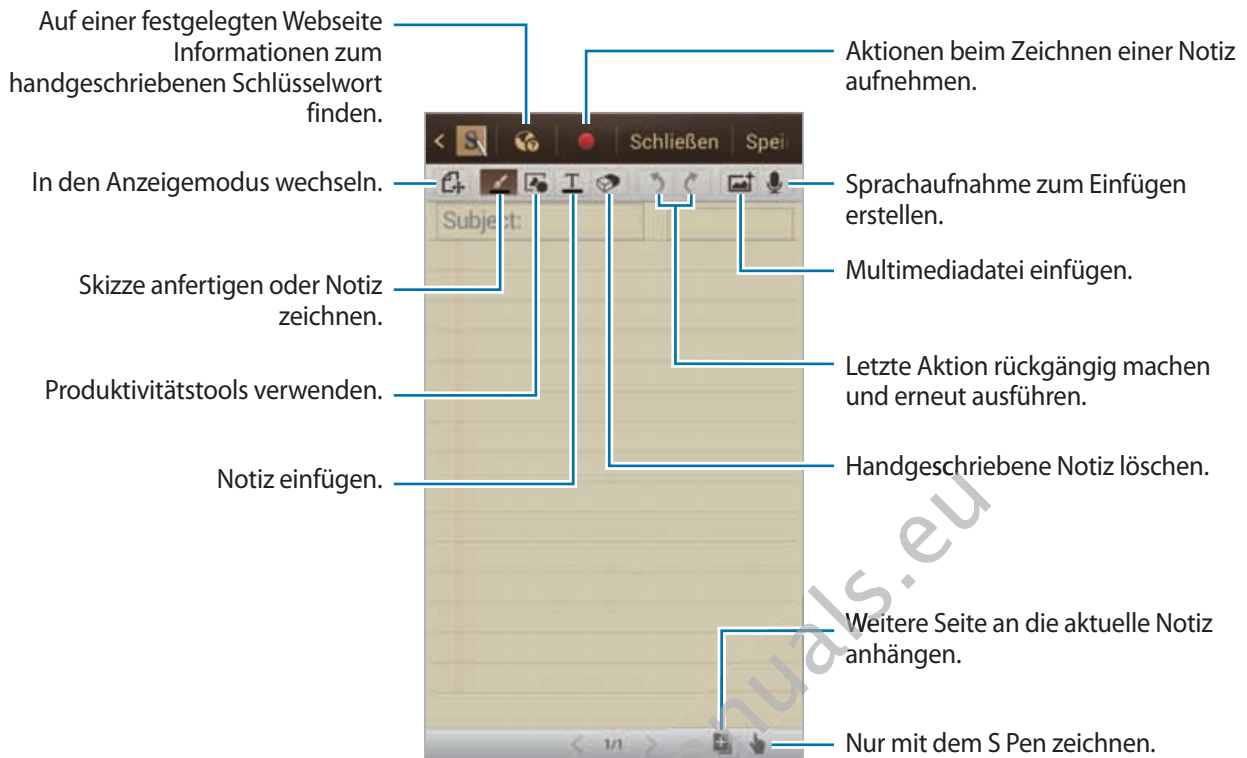 Auf einer festgelegten Webseite
Informationen zum
handgeschriebenen Schlüsselwort
finden.
Aktionen beim Zeichnen einer Notiz
aufnehmen.
S
Schließen
Spei
In den Anzeigemodus wechseln.
T
Sprachaufnahme zum Einfügen
erstellen.
Subject:
Multimediadatei einfügen.
Skizze anfertigen oder Notiz
zeichnen.
Produktivitätstools verwenden.
Letzte Aktion rückgängig machen
und erneut ausführen.
Notiz einfügen.
Handgeschriebene Notiz löschen.
Weitere Seite an die aktuelle Notiz
anhängen.
1/1
Nur mit dem S Pen zeichnen.
nuals.eu